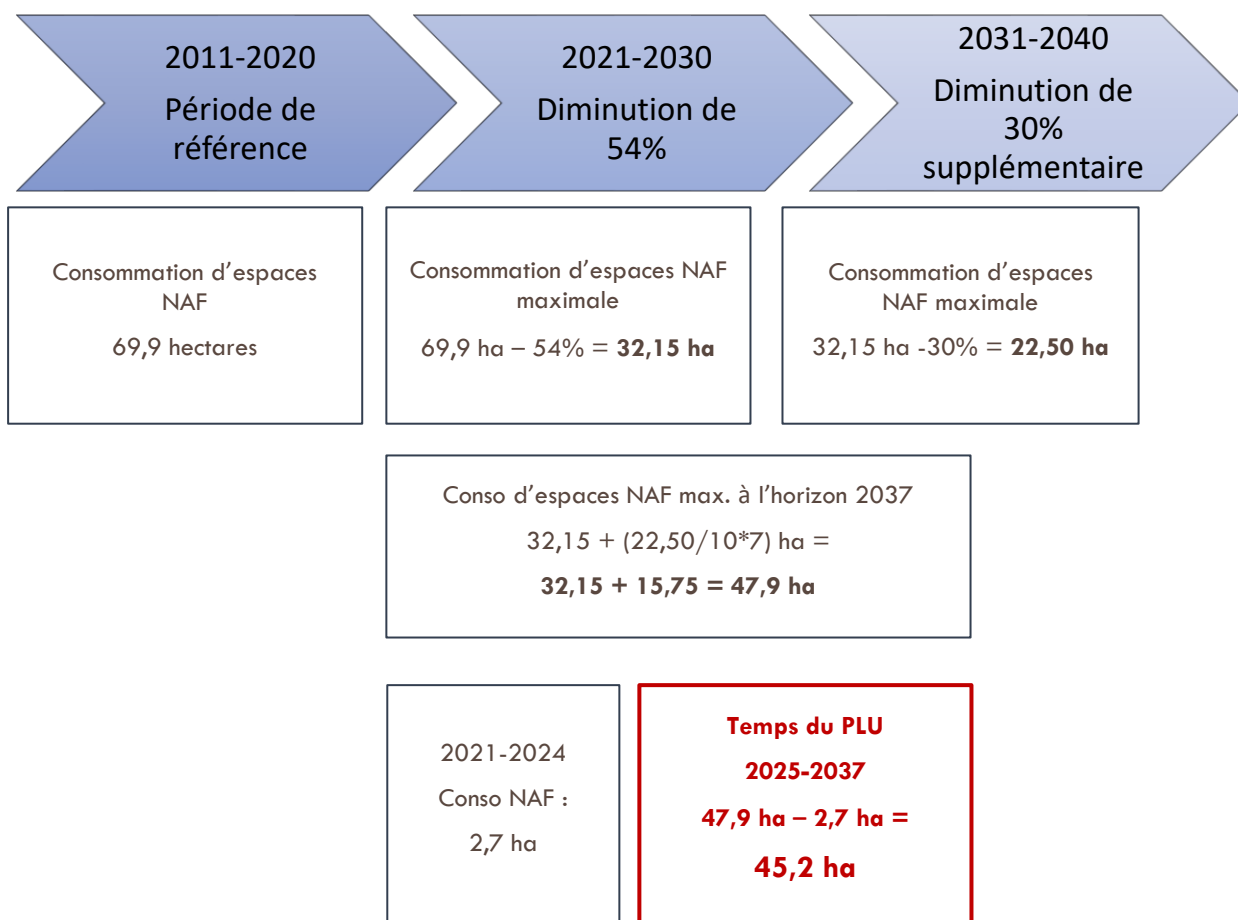 2011-2020
Période de
référence
2021-2030
Diminution de
54%
2031-2040
Diminution de
30%
supplémentaire
Consommation d’espaces
NAF
69,9 hectares
Consommation d’espaces NAF
maximale
69,9 ha – 54% = 32,15 ha
Consommation d’espaces
NAF maximale
32,15 ha -30% = 22,50 ha
Conso d’espaces NAF max. à l’horizon 2037
32,15 + (22,50/10*7) ha =
32,15 + 15,75 = 47,9 ha
2021-2024
Conso NAF :
2,7 ha
Temps du PLU
2025-2037
47,9 ha – 2,7 ha =
45,2 ha